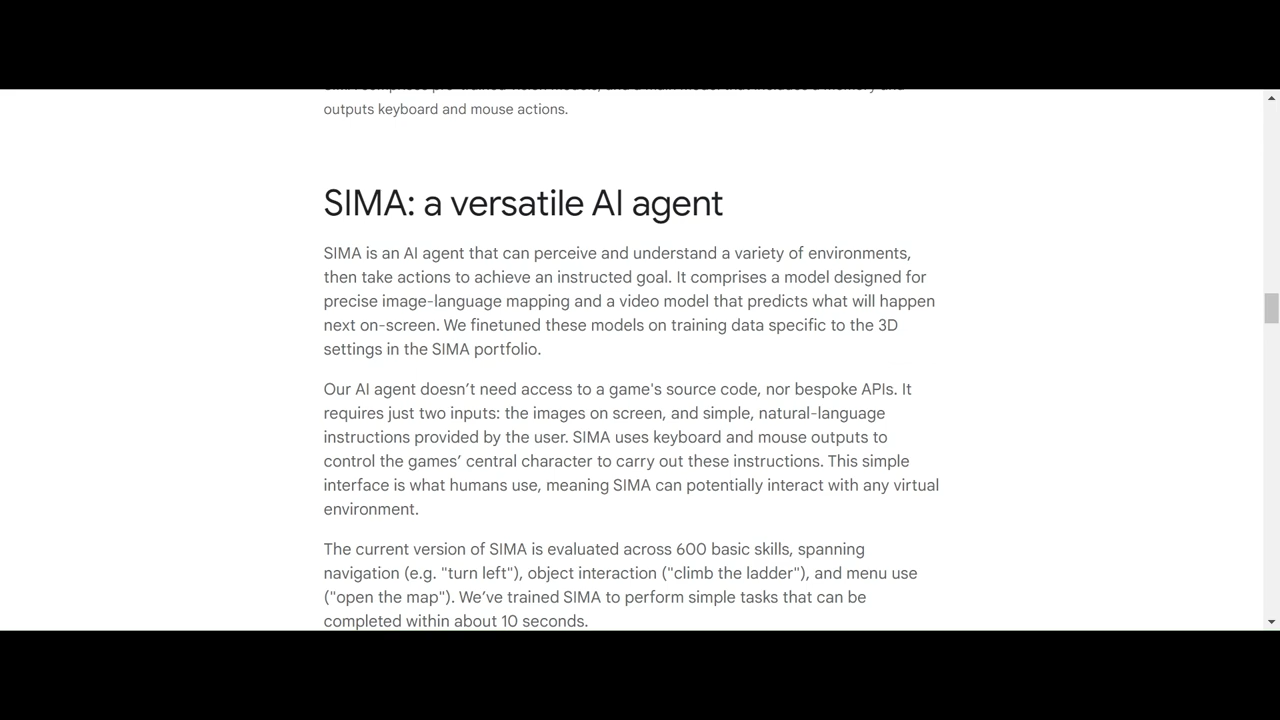 outputs keyboard and mouse actions.
SIMA: a versatile AI agent
SIMA is an AI agent that can perceive and understand a variety of environments,
then take actions to achieve an instructed goal. It comprises a model designed for
precise image-language mapping and a video model that predicts what will happen
next on-screen. We finetuned these models on training data specific to the 3D
settings in the SIMA portfolio.
Our AI agent doesn’t need access to a game's source code, nor bespoke APIs. It
requires just two inputs: the images on screen, and simple, natural-language
instructions provided by the user. SIMA uses keyboard and mouse outputs to
control the games’ central character to carry out these instructions. This simple
interface is what humans use, meaning SIMA can potentially interact with any virtual
environment.
The current version of SIMA is evaluated across 600 basic skills, spanning
navigation (e.g. "turn left"), object interaction ("climb the ladder"), and menu use
("open the map"). We’ve trained SIMA to perform simple tasks that can be
completed within about 10 seconds.